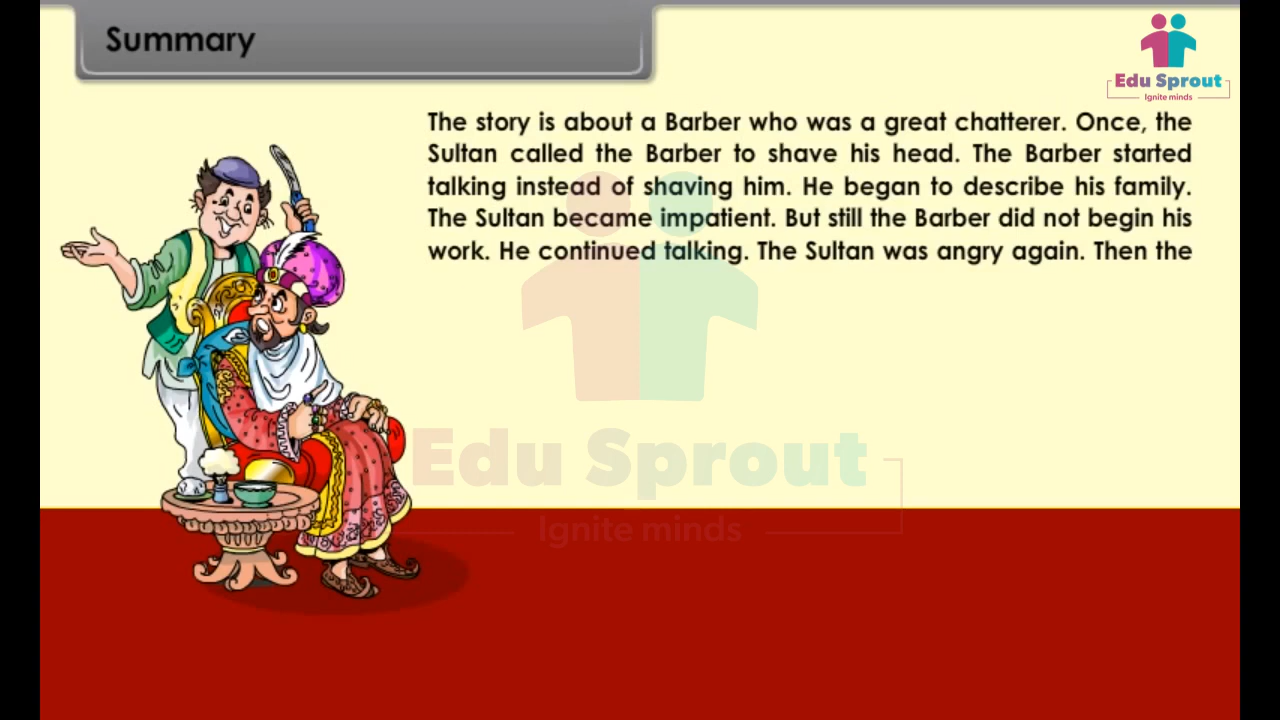 Summary
Edu Sprout
Ignite minds
The story is about a Barber who was a great chatterer. Once, the
Sultan called the Barber to shave his head. The Barber started
talking instead of shaving him. He began to describe his family.
The Sultan became impatient. But still the Barber did not begin his
work. He continued talking. The Sultan was angry again. Then the
Edu Sprout
Ignite minds